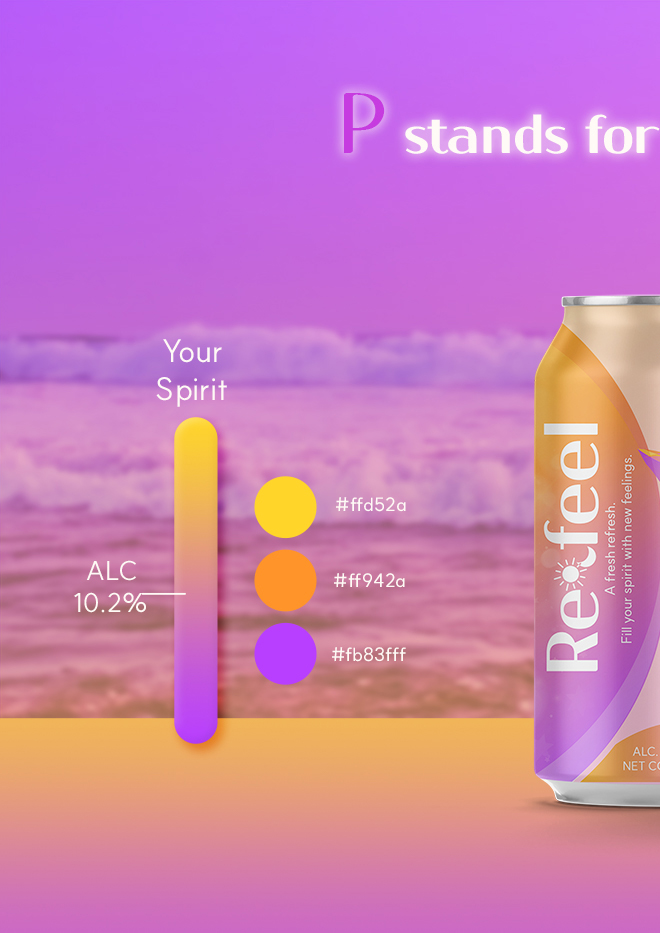 P stands for
Your
Spirit
ALC
10.2%
#ffd52a
#ff942a
#fb83fff
Re feel
A fresh refresh.
Fill your spirit with new feelings.
ALC.
NET CO